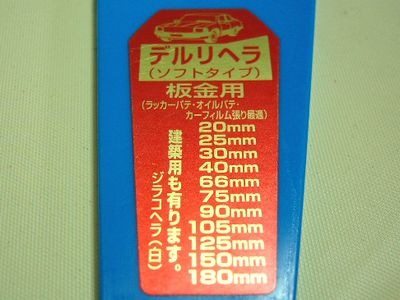 デルリヘラ
(ソフトタイプ)
板金用
(ラッカーパテ・オイルパテ・
カーフィルム張り最適)
20mm
25mm
30mm
40mm
66mm
75mm
90mm
105mm
125mm
150mm
180mm
建築用も有ります。
ジラコヘラ(白)